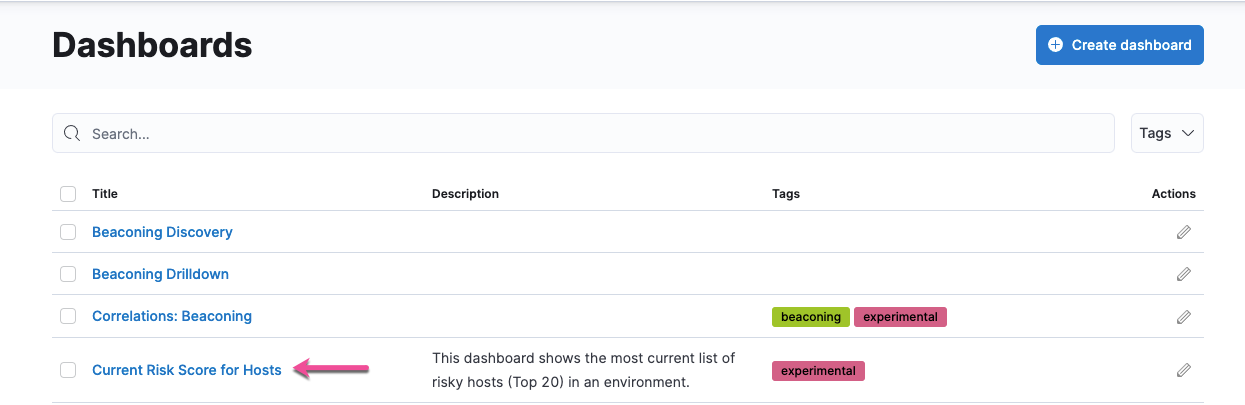 Dashboards
Create dashboard
Search...
Tags
Title Description Tags Actions
Beaconing Discovery
Beaconing Drilldown
Correlations: Beaconing beaconing experimental
Current Risk Score for Hosts This dashboard shows the most current list of
risky hosts (Top 20) in an environment. experimental